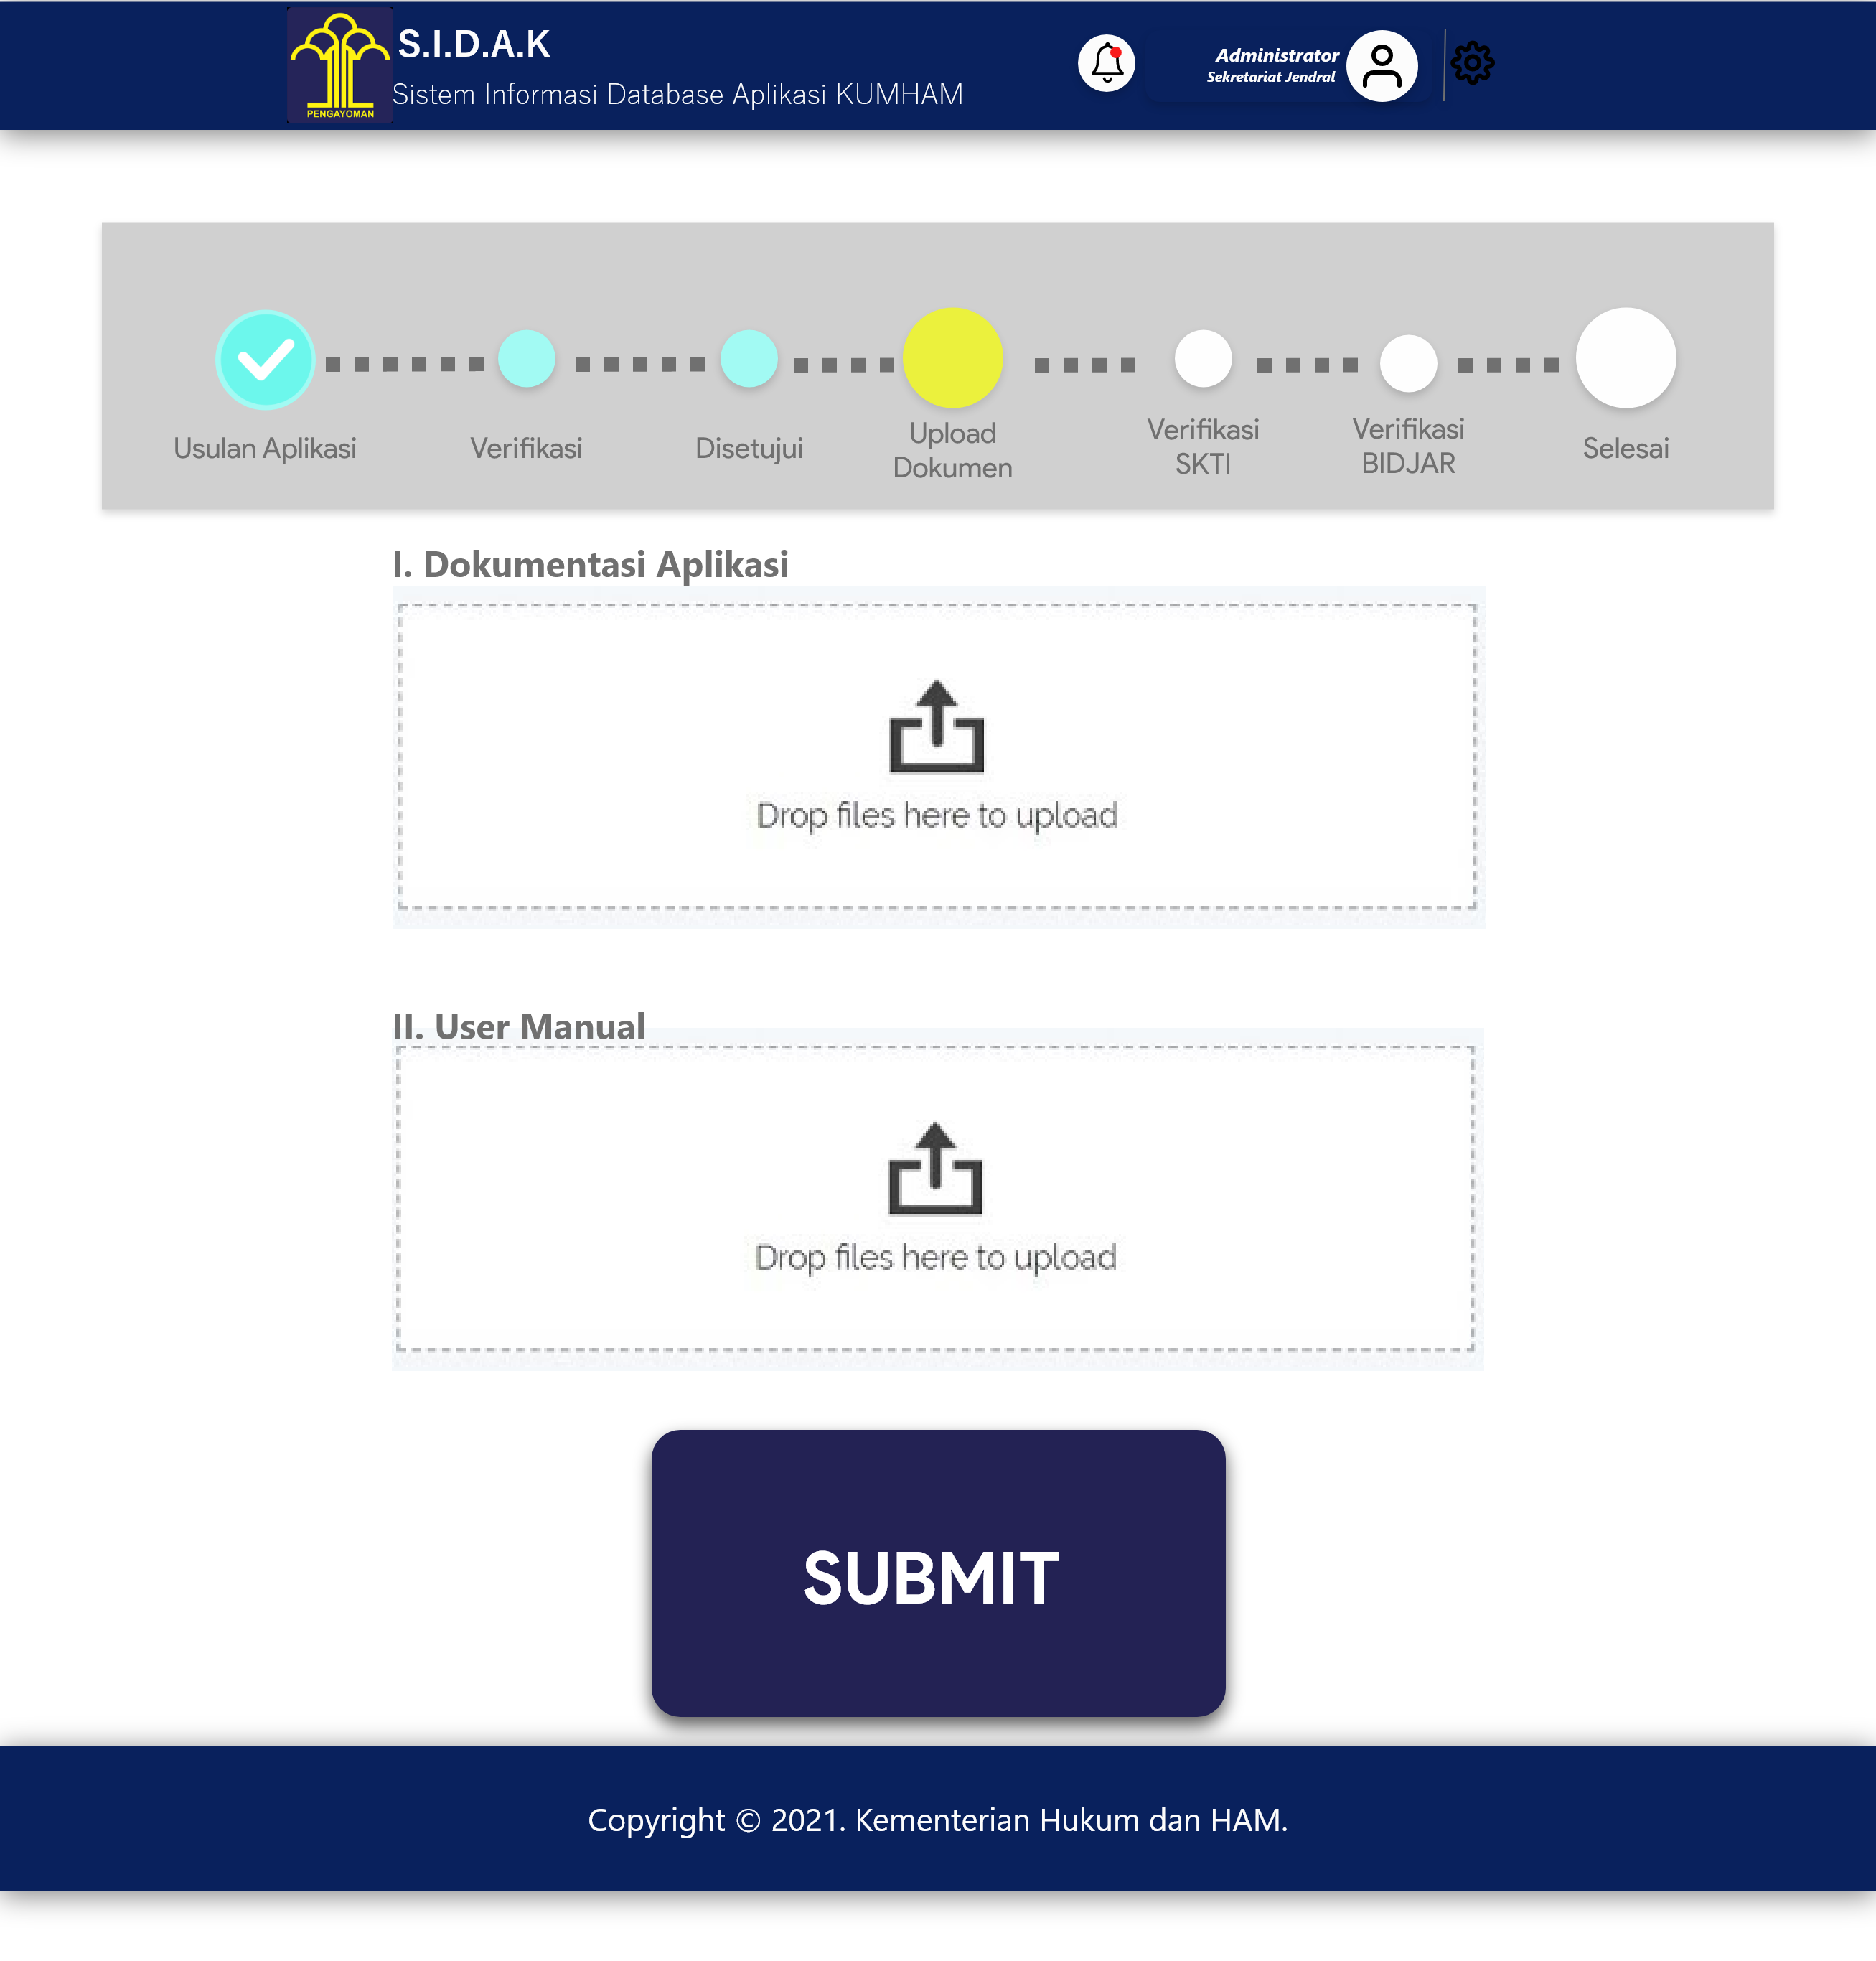 S.I.D.A.K
Sistem Informasi Database Aplikasi KUMHAM
PENGAYOMAN
Administrator
Sekretariat Jendral
Usulan Aplikasi
Verifikasi
Disetujui
Upload
Dokumen
Verifikasi
SKTI
Verifikasi
BIDJAR
Selesai
I. Dokumentasi Aplikasi
Drop files here to upload
II. User Manual
Drop files here to upload
SUBMIT
Copyright © 2021. Kementerian Hukum dan HAM.